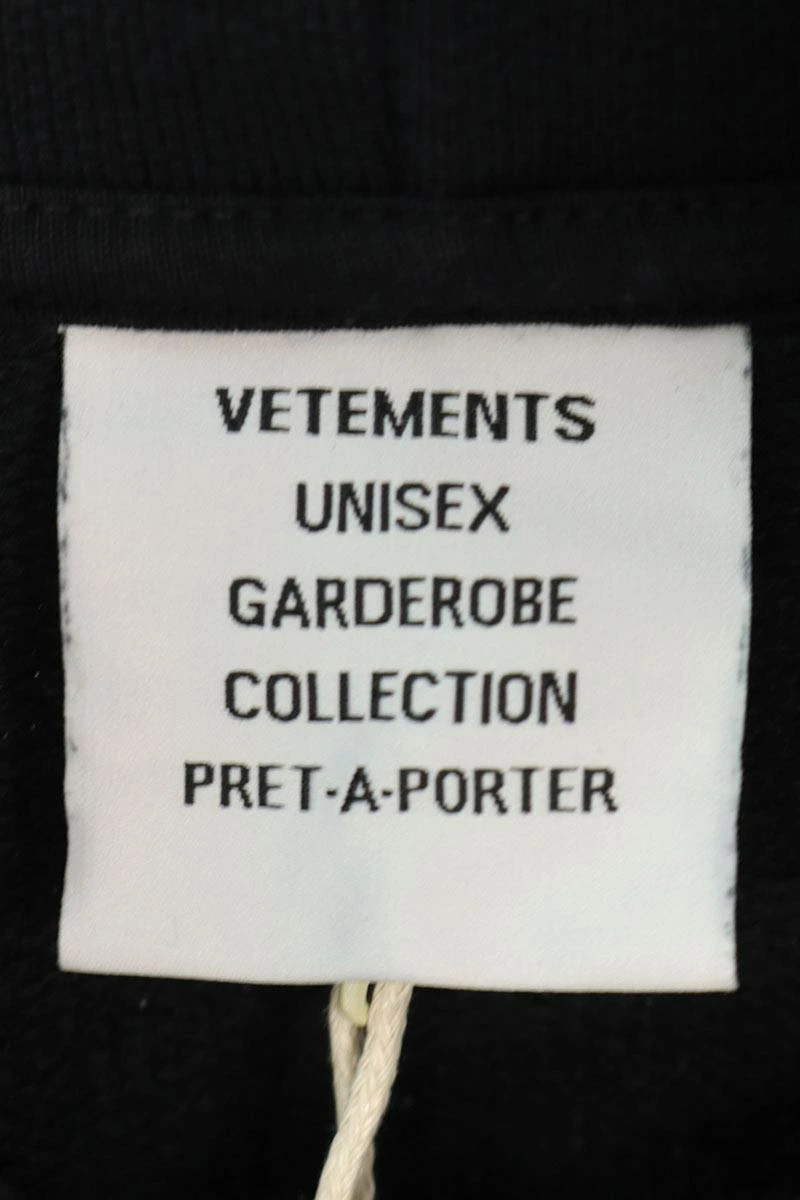 VETEMENTS
UNISEX
GARDEROBE
COLLECTION
PRET-A-PORTER